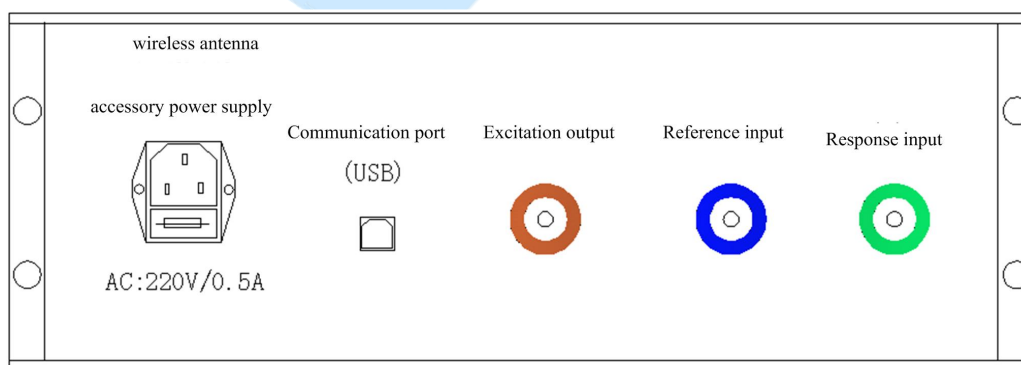 wireless antenna
accessory power supply
Communication port
Excitation output
Reference input
Response input
(USB)
AC:220V/0.5A